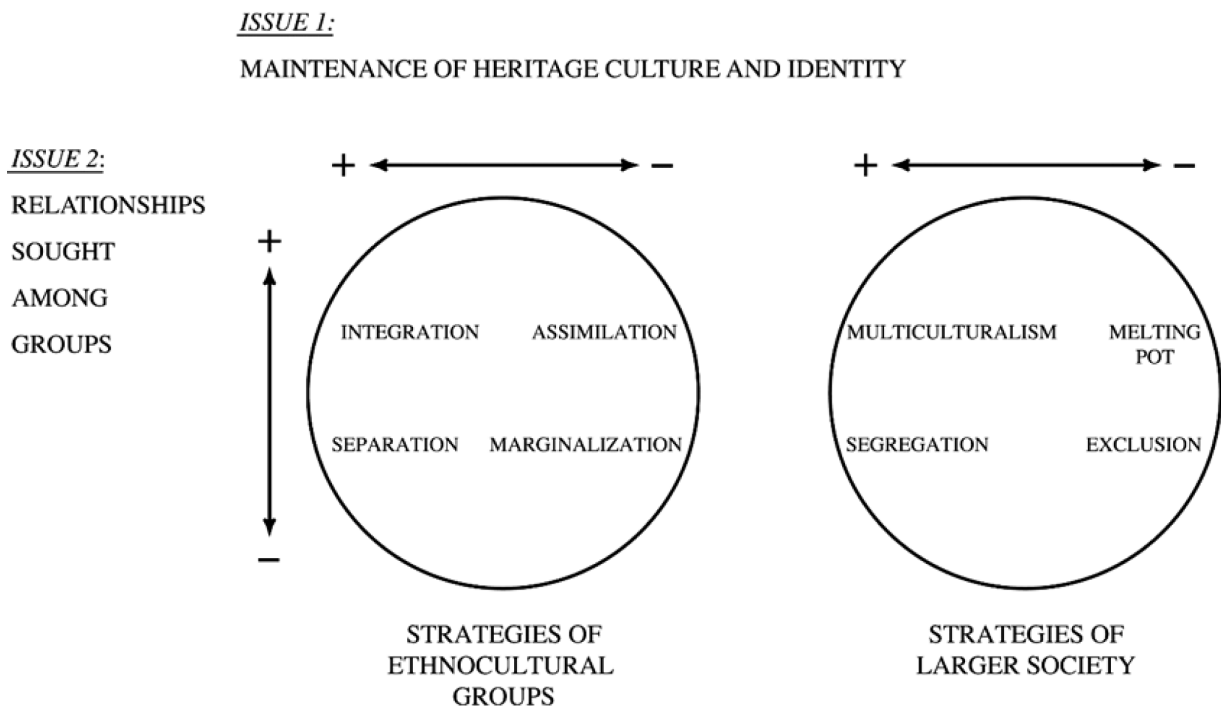 ISSUE 1:
MAINTENANCE OF HERITAGE CULTURE AND IDENTITY
ISSUE 2:
RELATIONSHIPS
SOUGHT
AMONG
GROUPS
+ −
+ −
+
−
INTEGRATION ASSIMILATION
SEPARATION MARGINALIZATION
STRATEGIES OF
ETHNOCULTURAL
GROUPS
MULTICULTURALISM MELTING
POT
SEGREGATION EXCLUSION
STRATEGIES OF
LARGER SOCIETY